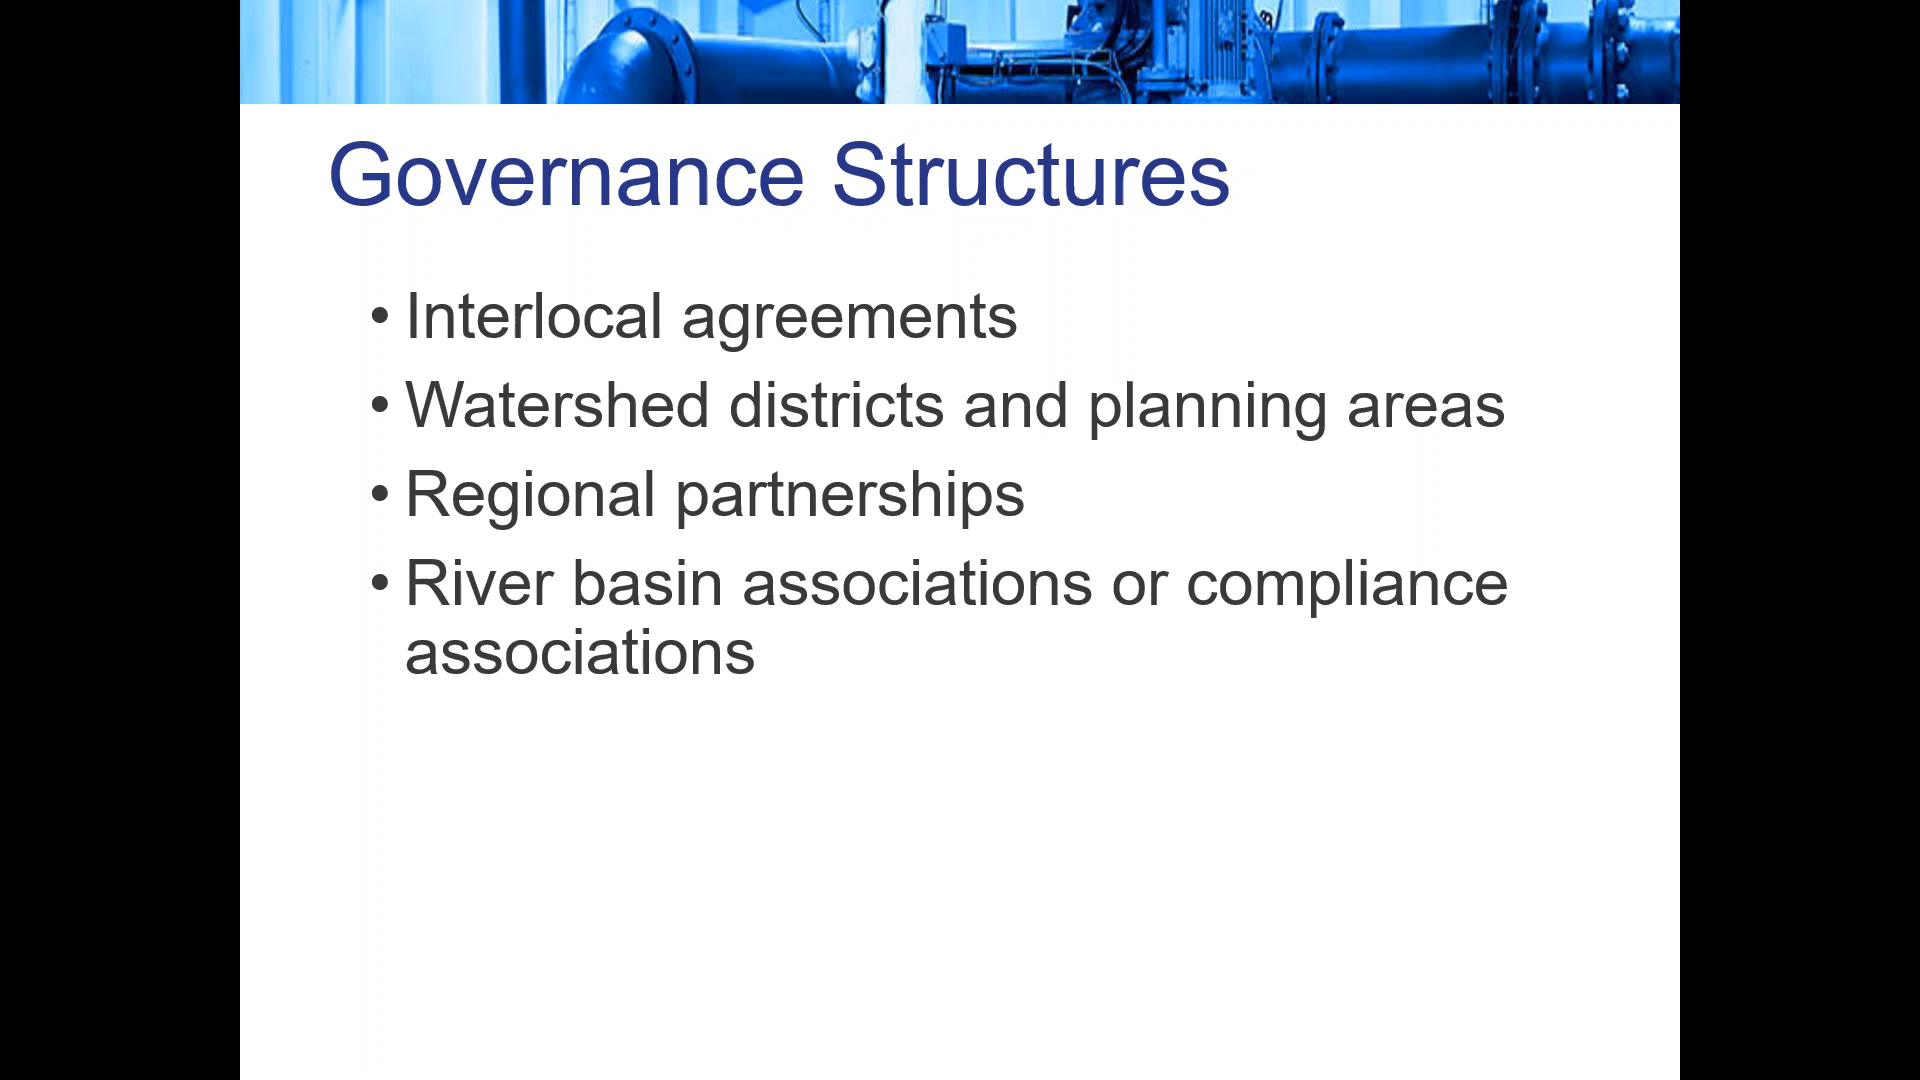 Governance Structures
• Interlocal agreements
• Watershed districts and planning areas
• Regional partnerships
• River basin associations or compliance
associations